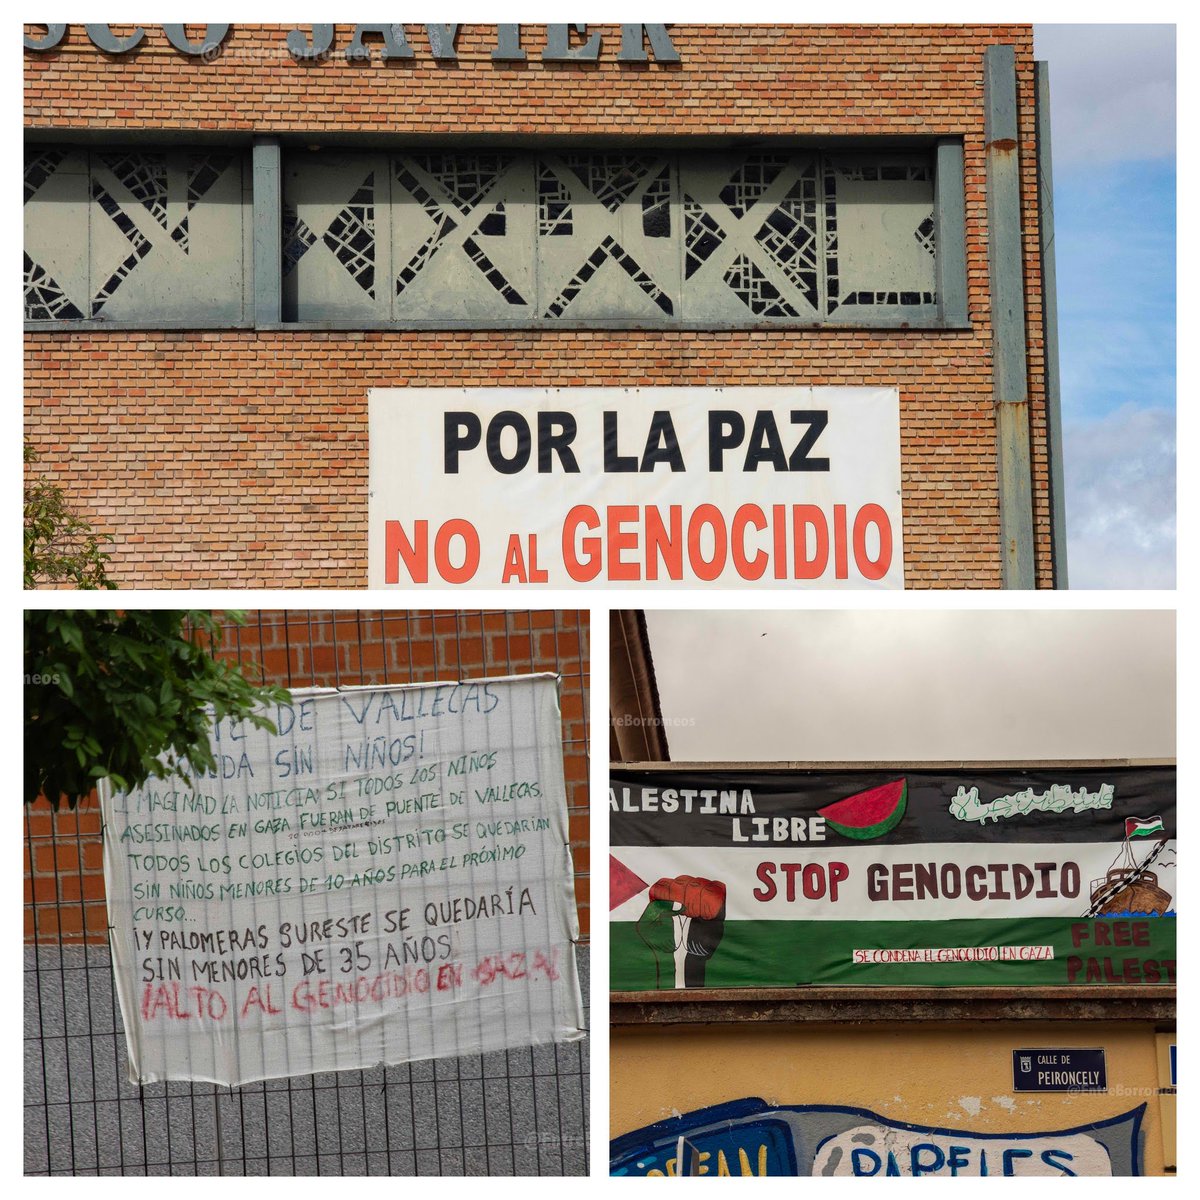 SCO JAVIER
@EntreBorromeos
POR LA PAZ
NO AL GENOCIDIO
DE VALLECAS
SIN NIÑOS!
IMAGINAD LA NOTICIA: SI TODOS LOS NIÑOS
ASESINADOS EN GAZA FUERAN DE PUENTE DE VALLECAS,
TODOS LOS COLEGIOS DEL DISTRITO SE QUEDARÍAN
SIN NIÑOS MENORES DE 10 AÑOS PARA EL PRÓXIMO
CURSO...
¡Y PALOMERAS SURESTE SE QUEDARÍA
SIN MENORES DE 35 AÑOS
¡ALTO AL GENOCIDIO EN GAZA!
ALESTINA
LIBRE
STOP GENOCIDIO
SE CONDENA EL GENOCIDIO EN GAZA
FREE
PALEST
CALLE DE
PEIRONCELY
@EntreBorromeos
PAPELES